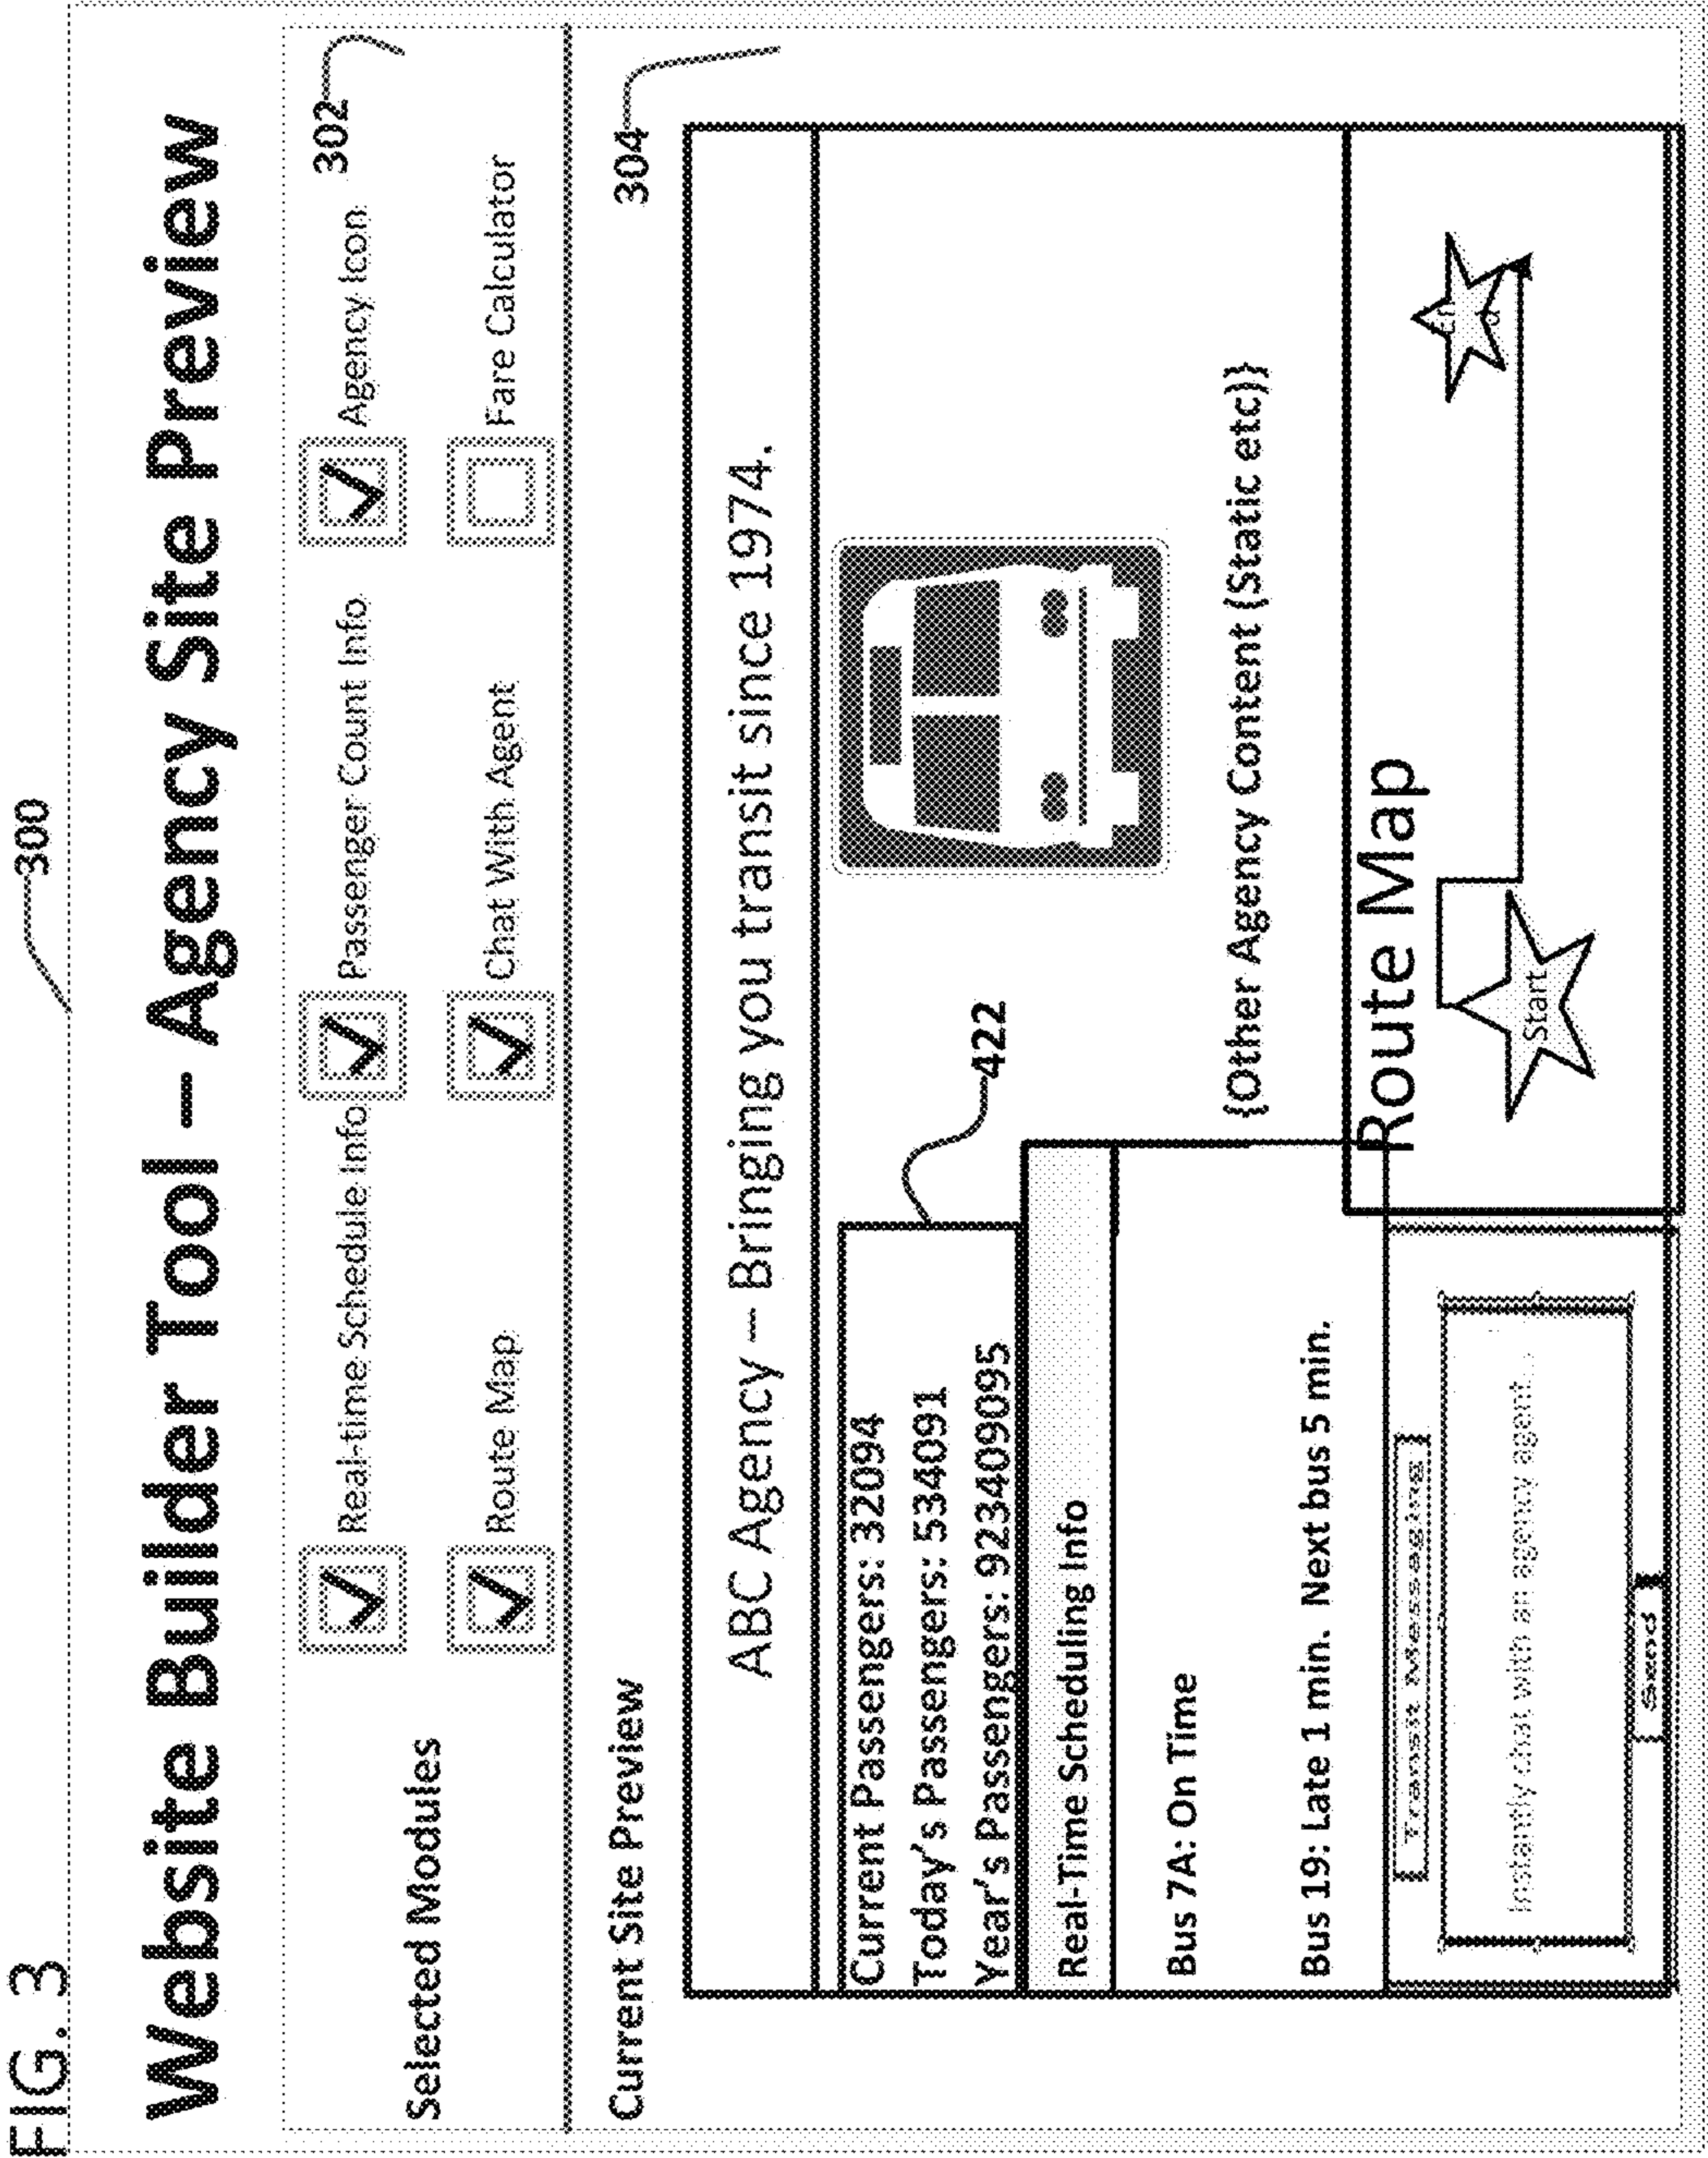 FIG. 3
300
Website Builder Tool – Agency Site Preview
302
Selected Modules
Real-time Schedule Info
Passenger Count Info
Agency Icon
Route Map
Chat With Agent
Fare Calculator
Current Site Preview
304
ABC Agency – Bringing you transit since 1974.
Current Passengers: 32094
Today's Passengers: 534091
Year's Passengers: 923409095
422
Real-Time Scheduling Info
Bus 7A: On Time
Bus 19: Late 1 min. Next bus 5 min.
{Other Agency Content (Static etc)}
Route Map
Start
En
d
Transit Messaging
Instantly chat with an agency agent...
Send